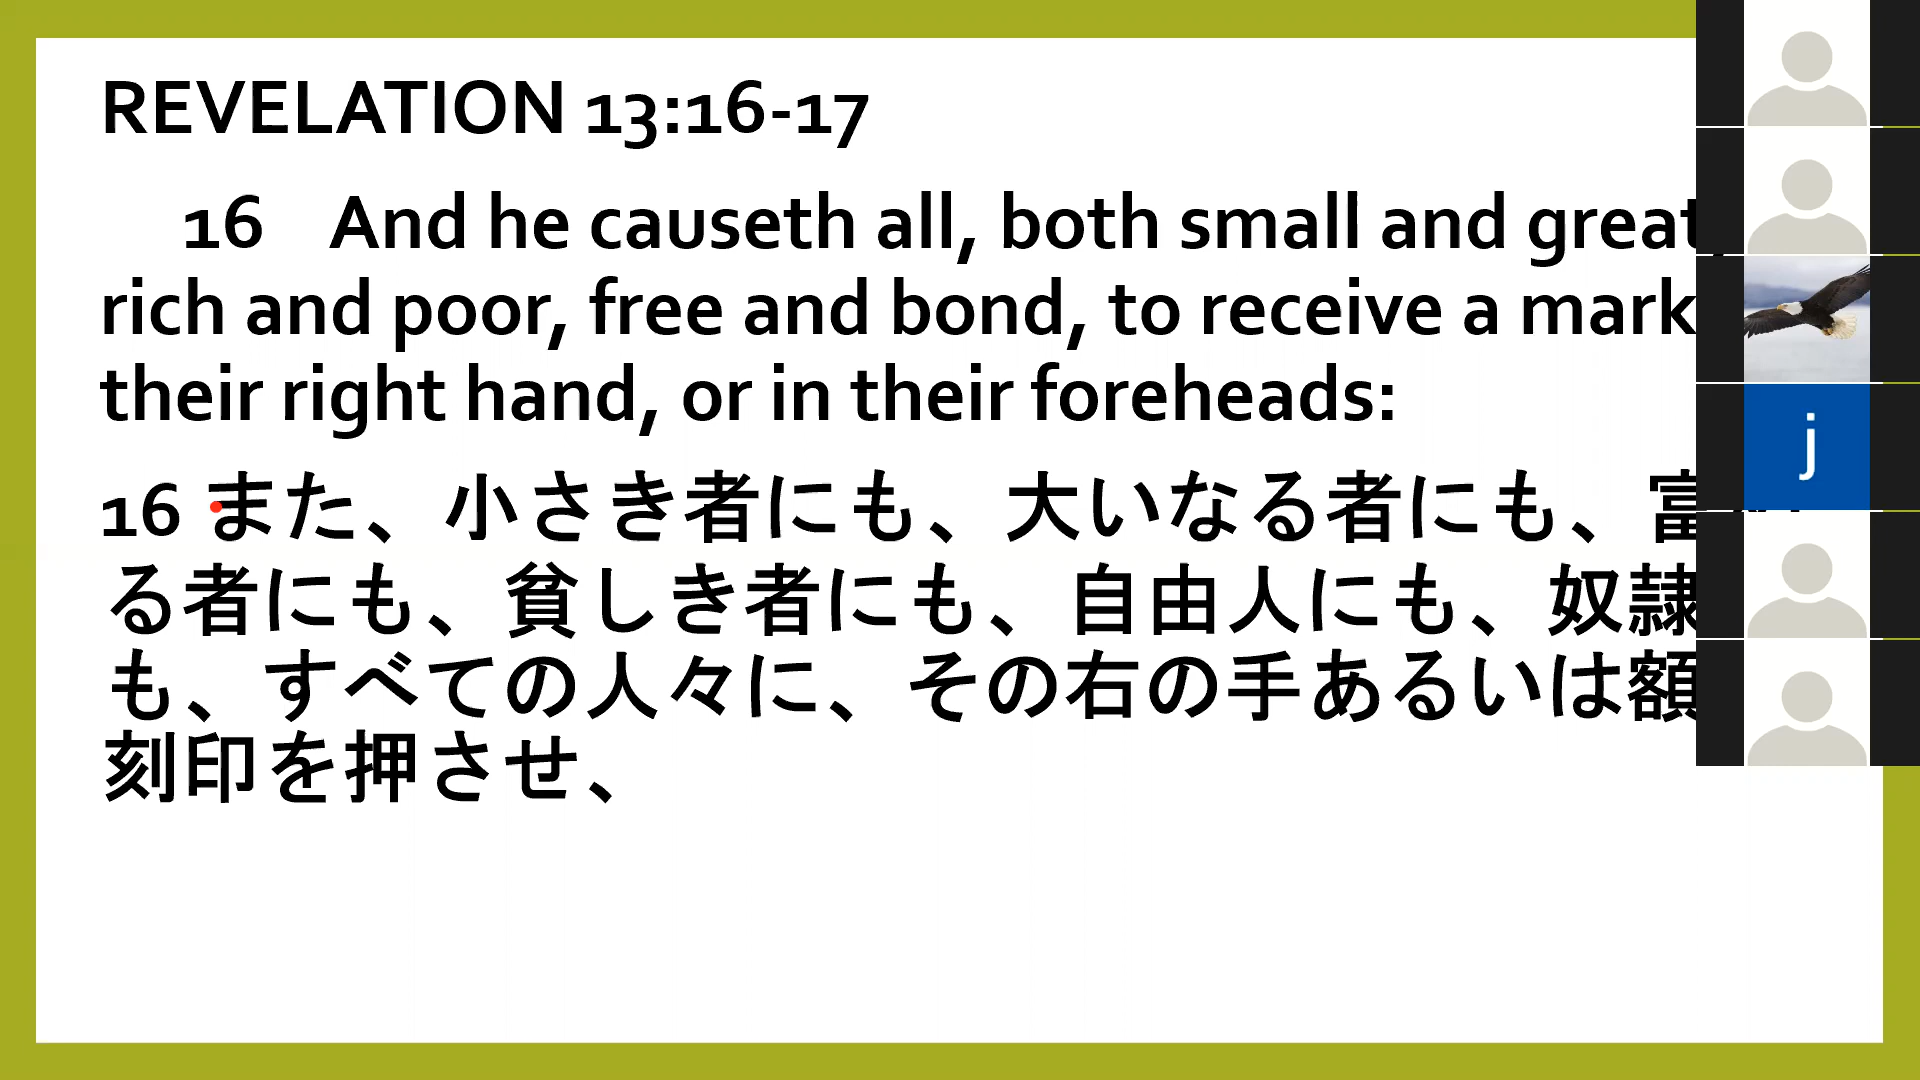 REVELATION 13:16-17
16 And he causeth all, both small and great,
rich and poor, free and bond, to receive a mark
their right hand, or in their foreheads:
16 また、小さき者にも、大いなる者にも、富
る者にも、貧しき者にも、自由人にも、奴隷
も、すべての人々に、その右の手あるいは額
刻印を押させ、
j